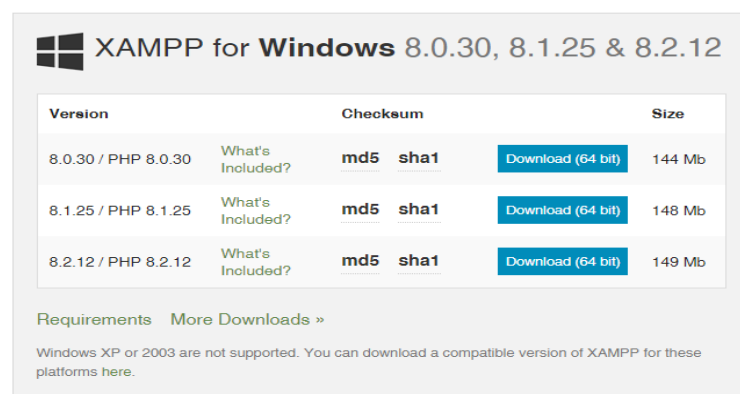 XAMPP for Windows 8.0.30, 8.1.25 & 8.2.12
Version Checksum Size
8.0.30 / PHP 8.0.30 What's Included? md5 sha1 Download (64 bit) 144 Mb
8.1.25 / PHP 8.1.25 What's Included? md5 sha1 Download (64 bit) 148 Mb
8.2.12 / PHP 8.2.12 What's Included? md5 sha1 Download (64 bit) 149 Mb
Requirements More Downloads »
Windows XP or 2003 are not supported. You can download a compatible version of XAMPP for these
platforms here.